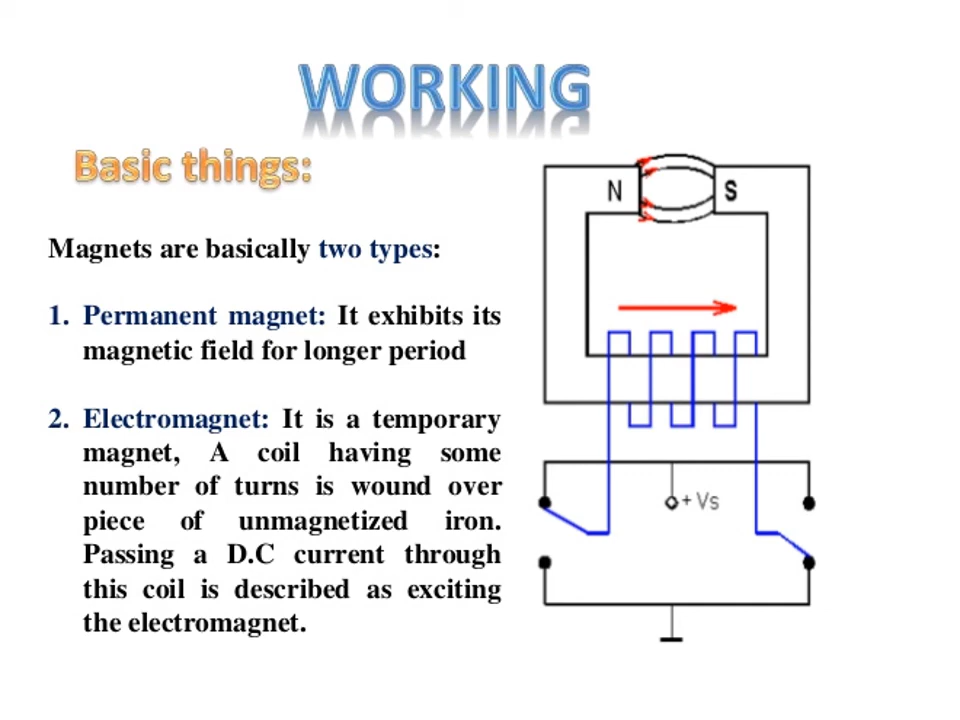 WORKING
Basic things:
Magnets are basically two types:
1. Permanent magnet: It exhibits its
magnetic field for longer period
2. Electromagnet: It is a temporary
magnet, A coil having some
number of turns is wound over
piece of unmagnetized iron.
Passing a D.C current through
this coil is described as exciting
the electromagnet.
N S
+ Vs